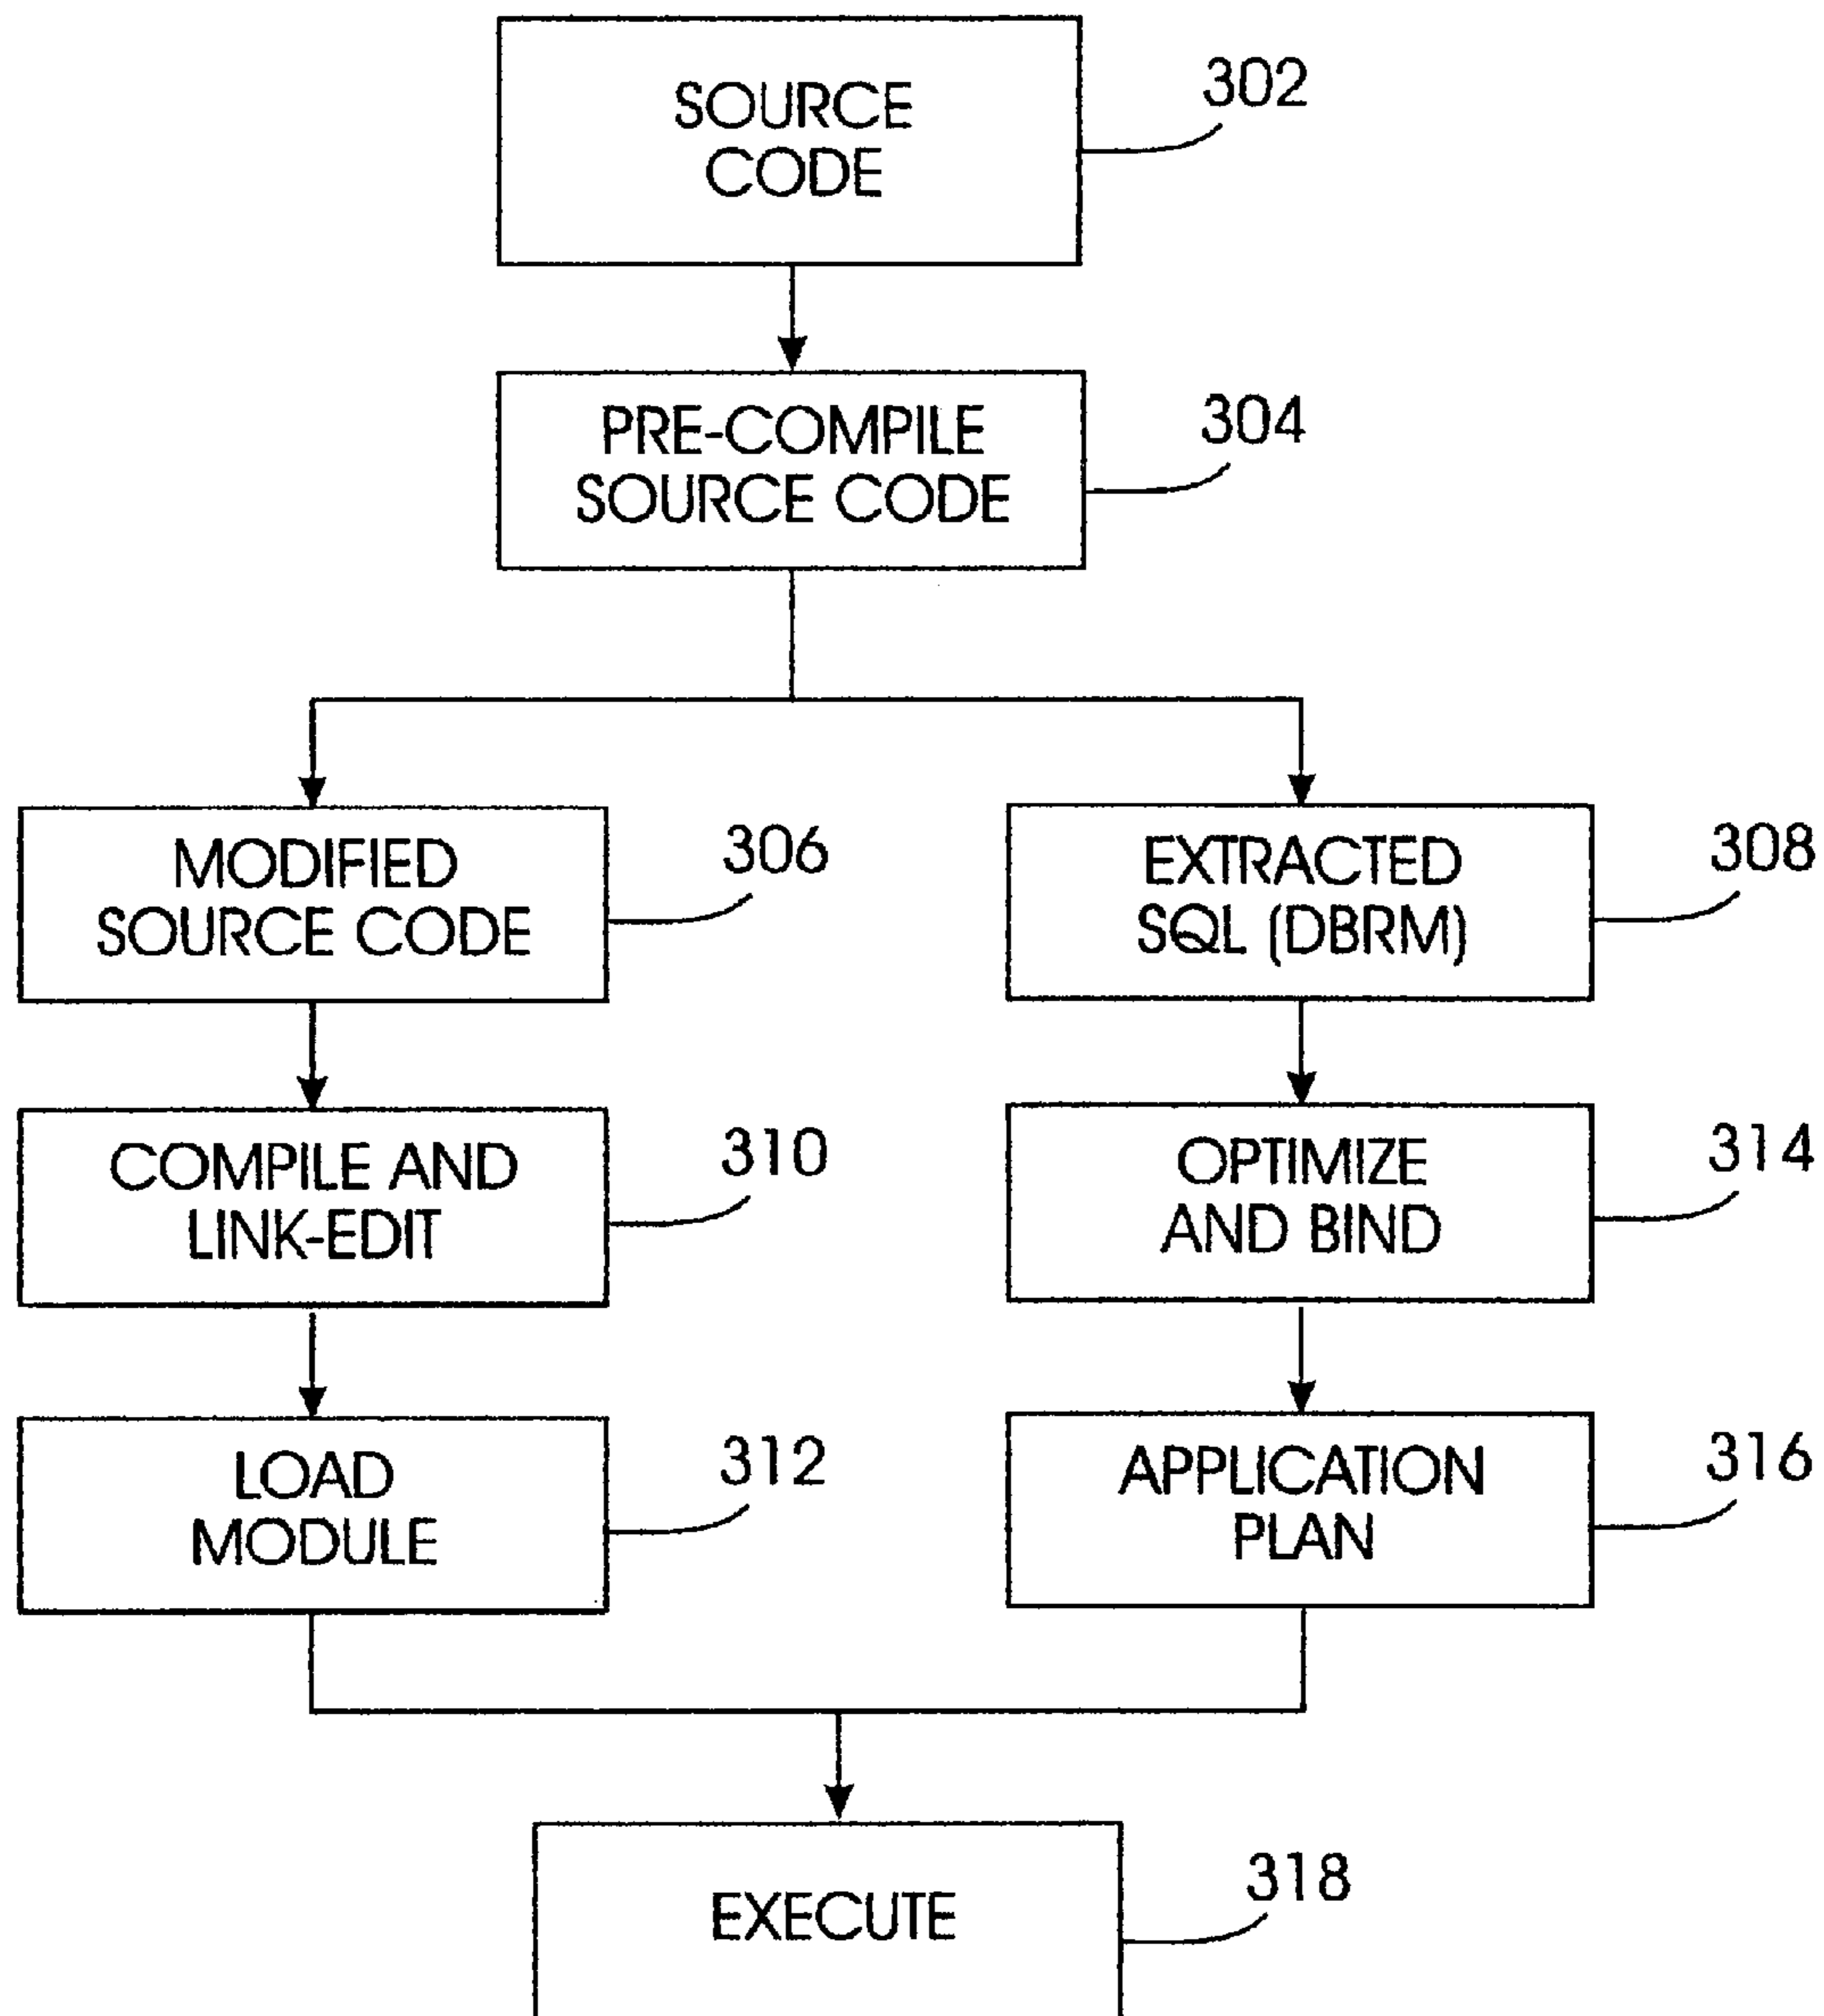 SOURCE
CODE
302
PRE-COMPILE
SOURCE CODE
304
MODIFIED
SOURCE CODE
306
EXTRACTED
SQL (DBRM)
308
COMPILE AND
LINK-EDIT
310
OPTIMIZE
AND BIND
314
LOAD
MODULE
312
APPLICATION
PLAN
316
EXECUTE
318